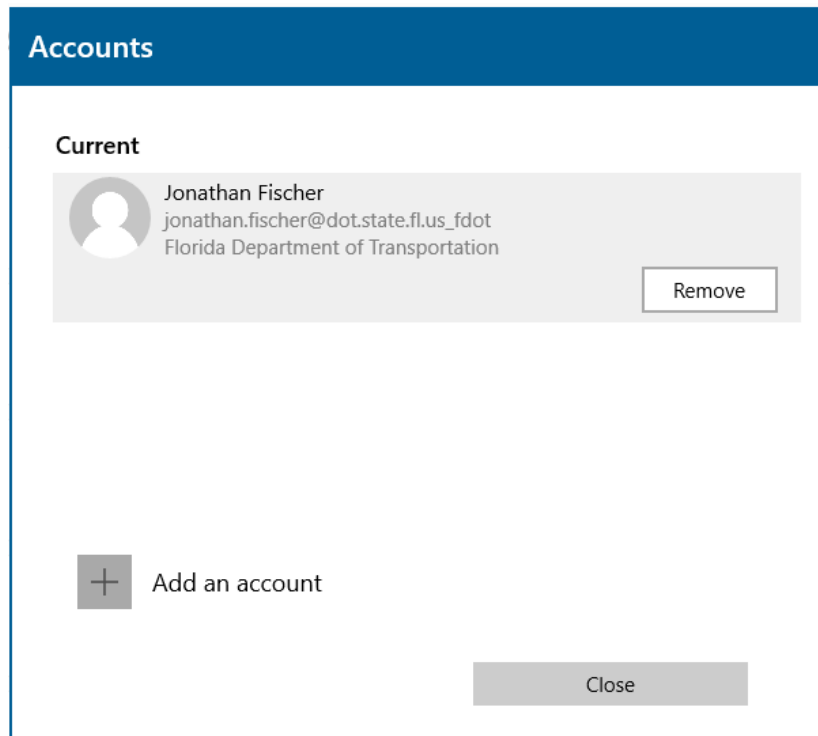 Accounts
Current
Jonathan Fischer
jonathan.fischer@dot.state.fl.us_fdot
Florida Department of Transportation
Remove
Add an account
Close